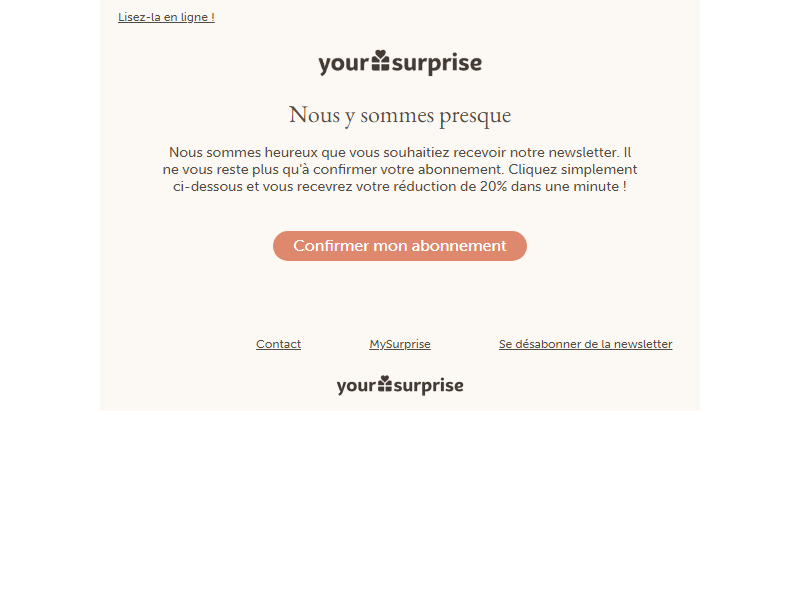 Lisez-la en ligne !
yoursurprise
Nous y sommes presque
Nous sommes heureux que vous souhaitiez recevoir notre newsletter. Il
ne vous reste plus qu'à confirmer votre abonnement. Cliquez simplement
ci-dessous et vous recevrez votre réduction de 20% dans une minute !
Confirmer mon abonnement
Contact MySurprise Se désabonner de la newsletter
yoursurprise